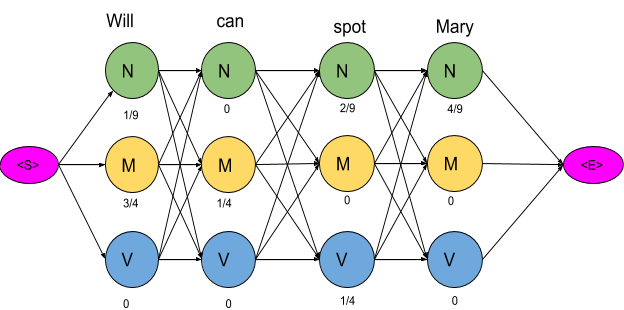 Will can spot Mary
N N N N
1/9 0 2/9 4/9
<S> M M M M <E>
3/4 1/4 0 0
V V V V
0 0 1/4 0